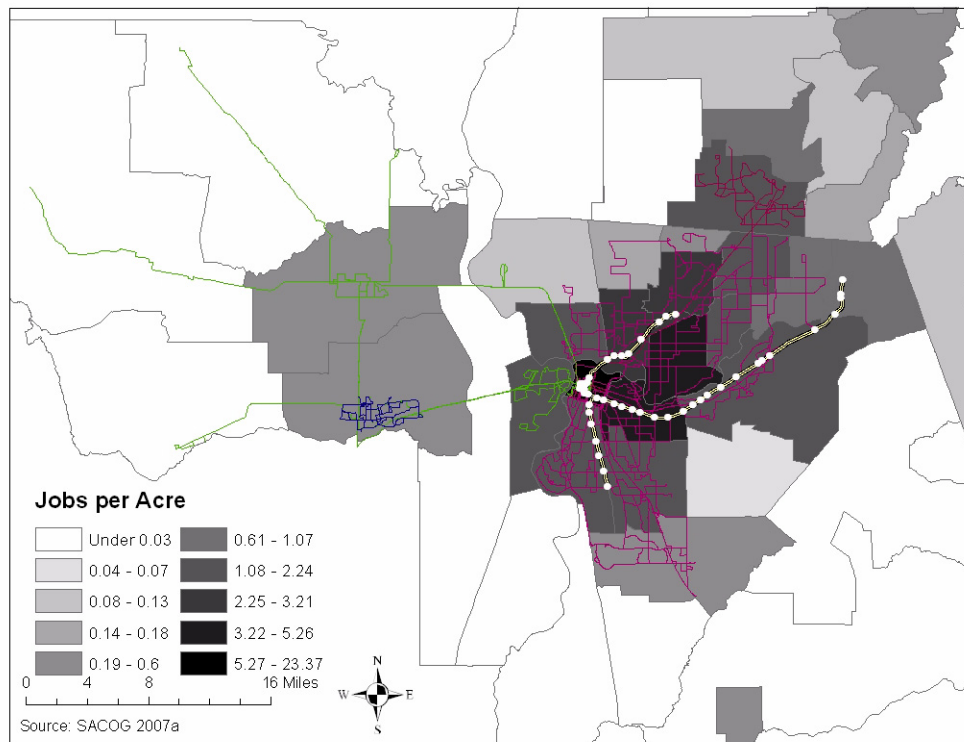 Jobs per Acre
Under 0.03
0.04 - 0.07
0.08 - 0.13
0.14 - 0.18
0.19 - 0.6
0.61 - 1.07
1.08 - 2.24
2.25 - 3.21
3.22 - 5.26
5.27 - 23.37
0 4 8 16 Miles
N
W E
S
Source: SACOG 2007a